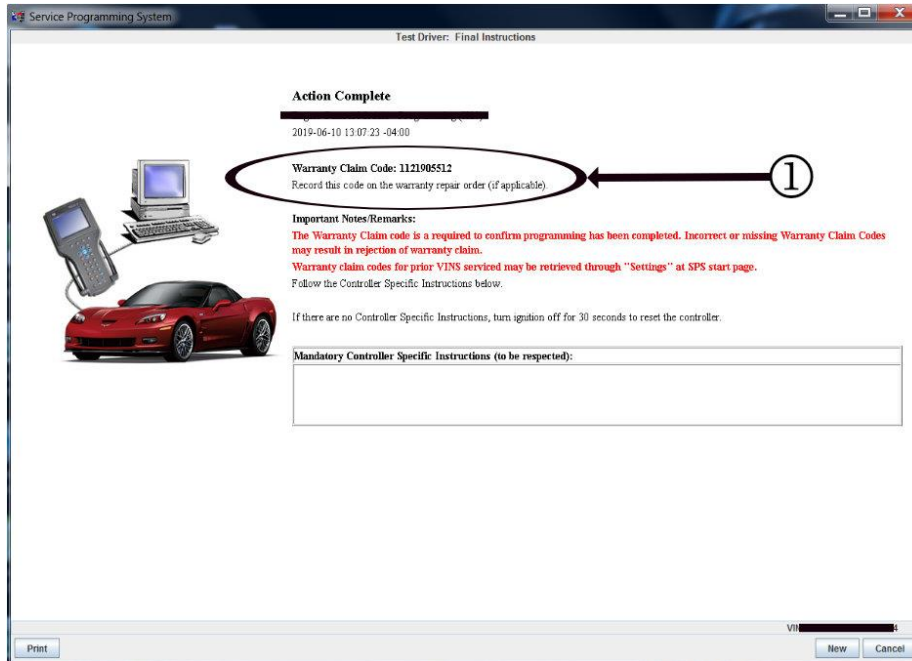 Service Programming System
Test Driver: Final Instructions
Action Complete
2019-06-10 13:07:23 -04:00
Warranty Claim Code: 1121905512
Record this code on the warranty repair order (if applicable).
1
Important Notes/Remarks:
The Warranty Claim code is a required to confirm programming has been completed. Incorrect or missing Warranty Claim Codes
may result in rejection of warranty claim.
Warranty claim codes for prior VINS serviced may be retrieved through "Settings" at SPS start page.
Follow the Controller Specific Instructions below.
If there are no Controller Specific Instructions, turn ignition off for 30 seconds to reset the controller.
Mandatory Controller Specific Instructions (to be respected):
4
Print
New
Cancel